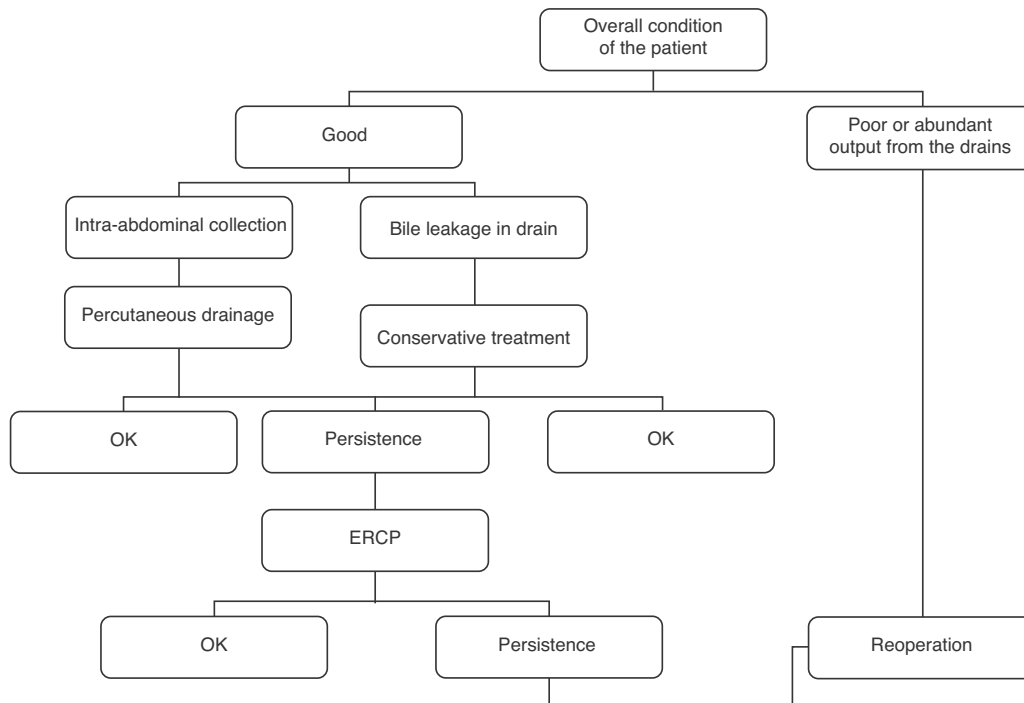 Overall condition
of the patient
Good
Poor or abundant
output from the drains
Intra-abdominal collection
Bile leakage in drain
Percutaneous drainage
Conservative treatment
OK
Persistence
OK
ERCP
OK
Persistence
Reoperation